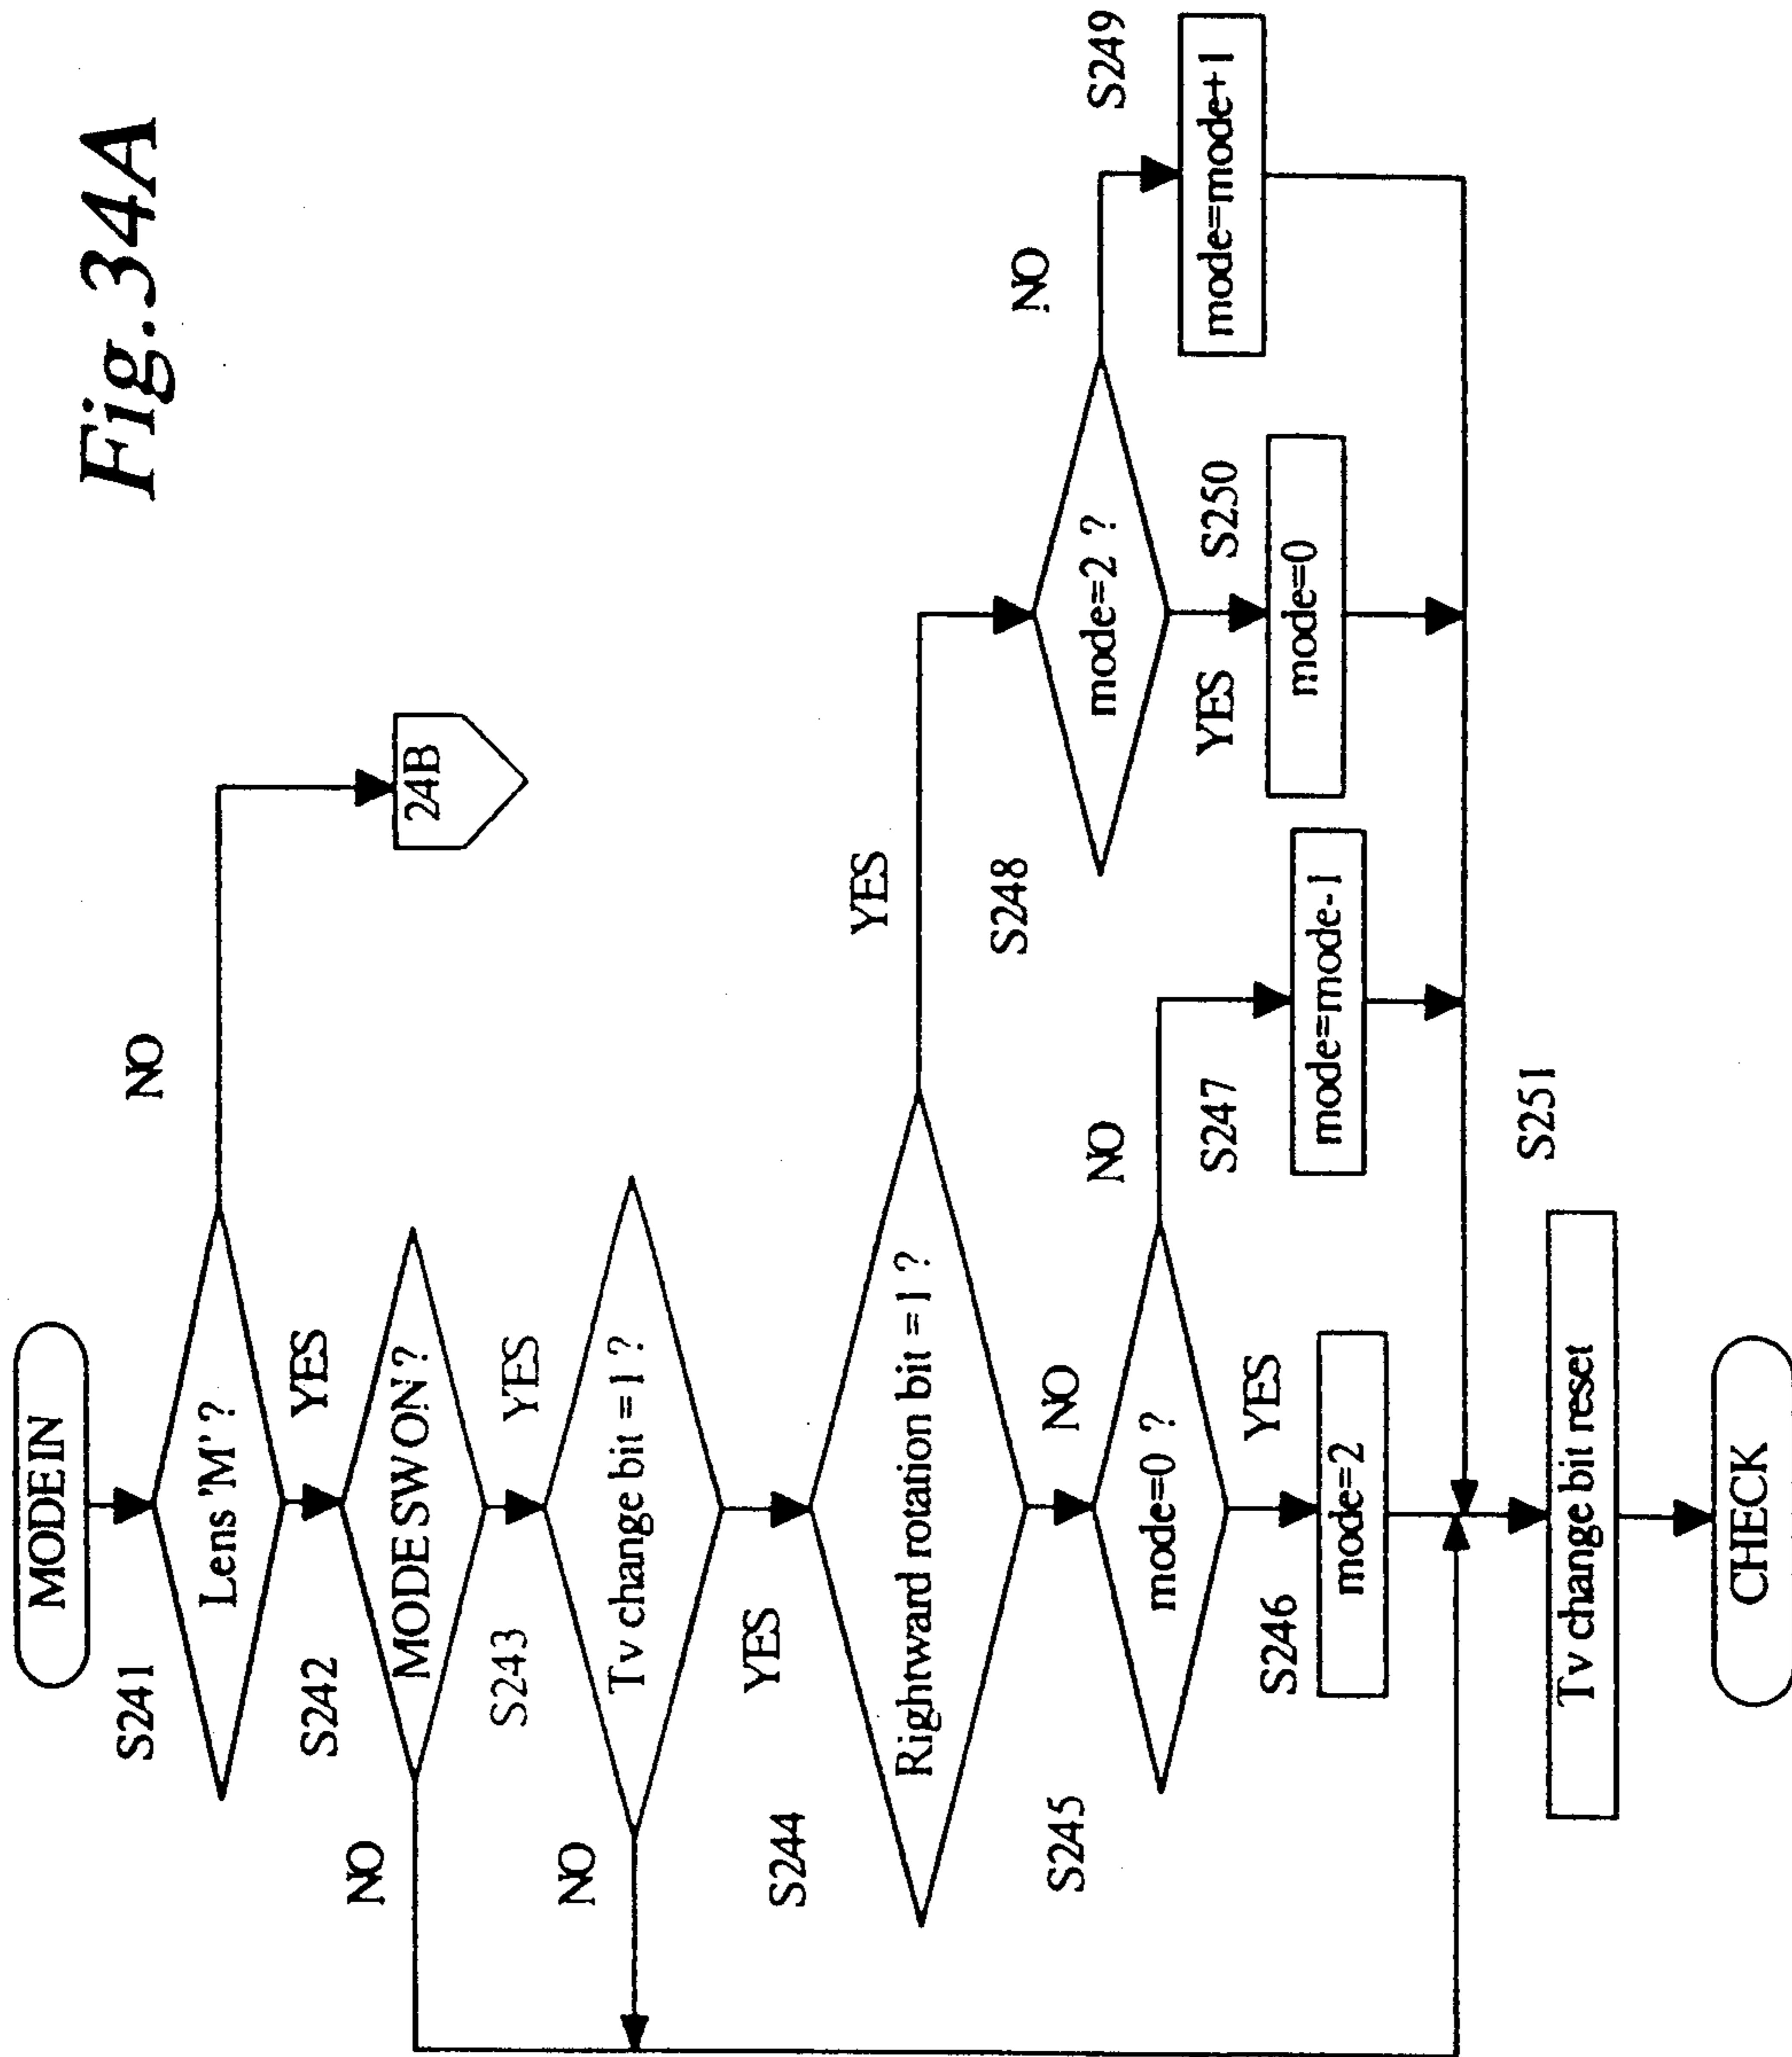 Fig.34A
MODE IN
S241
Lens 'M' ?
NO
24B
YES
S242
MODE SW ON ?
NO
YES
S243
Tv change bit = 1 ?
NO
YES
S244
Rightward rotation bit = 1 ?
YES
NO
S245
mode=0 ?
NO
YES
S248
mode=2 ?
NO
YES
S246
mode=2
S247
mode=mode-1
S250
mode=0
S249
mode=mode+1
S251
Tv change bit reset
CHECK